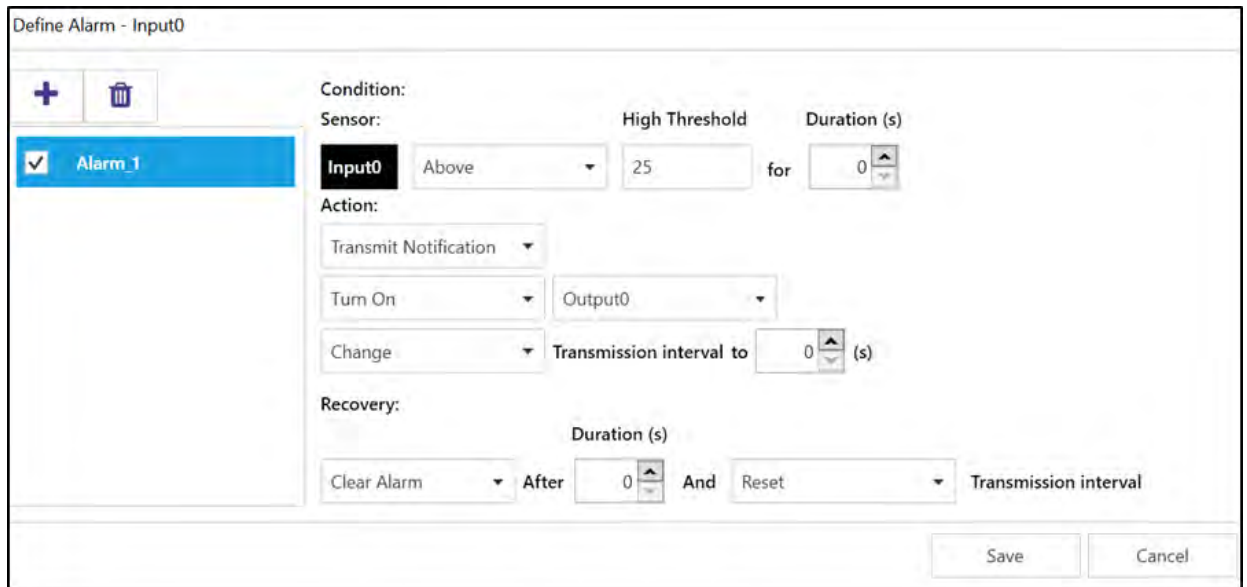 Define Alarm - Input0
Condition:
Sensor: High Threshold Duration (s)
Alarm_1
Input0 Above 25 for 0
Action:
Transmit Notification
Turn On Output0
Change Transmission interval to 0 (s)
Recovery:
Duration (s)
Clear Alarm After 0 And Reset Transmission interval
Save Cancel